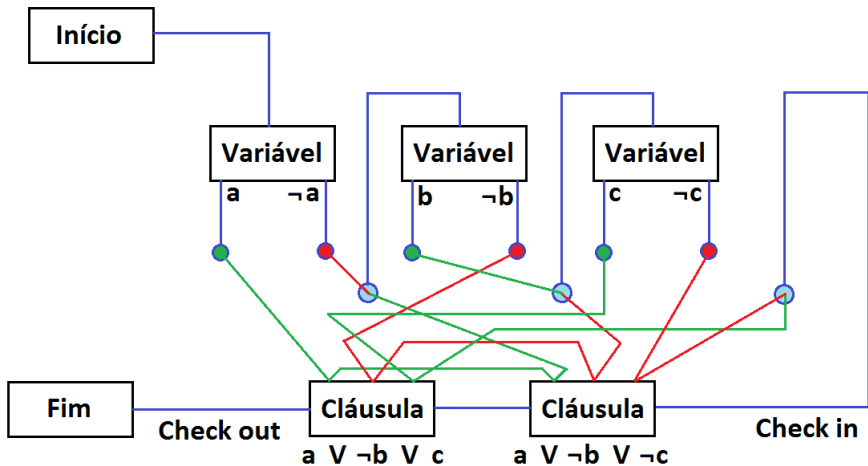 Início
Variável
Variável
Variável
a ¬a
b ¬b
c ¬c
Fim
Check out
Cláusula
Cláusula
Check in
a V ¬b V c
a V ¬b V ¬c